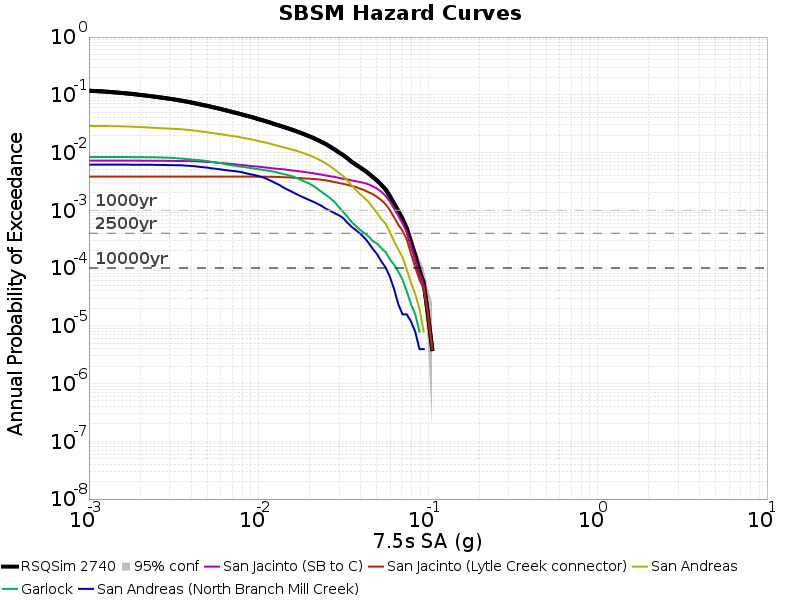 SBSM Hazard Curves
Annual Probability of Exceedance
10^0
10^-1
10^-2
10^-3
10^-4
10^-5
10^-6
10^-7
10^-8
1000yr
2500yr
10000yr
10^-3 10^-2 10^-1 10^0 10^1
7.5s SA (g)
RSQSim 2740 95% conf San Jacinto (SB to C) San Jacinto (Lytle Creek connector) San Andreas
Garlock San Andreas (North Branch Mill Creek)